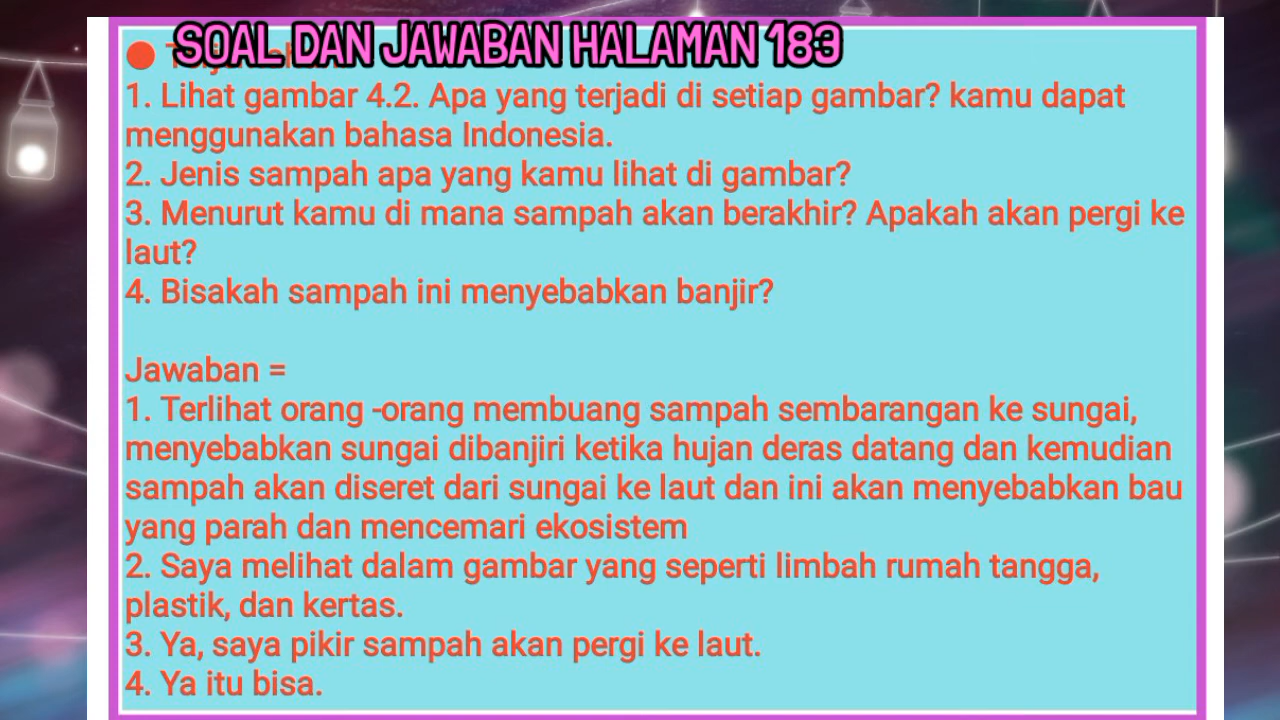 SOAL DAN JAWABAN HALAMAN 183
1. Lihat gambar 4.2. Apa yang terjadi di setiap gambar? kamu dapat
menggunakan bahasa Indonesia.
2. Jenis sampah apa yang kamu lihat di gambar?
3. Menurut kamu di mana sampah akan berakhir? Apakah akan pergi ke
laut?
4. Bisakah sampah ini menyebabkan banjir?
Jawaban =
1. Terlihat orang -orang membuang sampah sembarangan ke sungai,
menyebabkan sungai dibanjiri ketika hujan deras datang dan kemudian
sampah akan diseret dari sungai ke laut dan ini akan menyebabkan bau
yang parah dan mencemari ekosistem
2. Saya melihat dalam gambar yang seperti limbah rumah tangga,
plastik, dan kertas.
3. Ya, saya pikir sampah akan pergi ke laut.
4. Ya itu bisa.